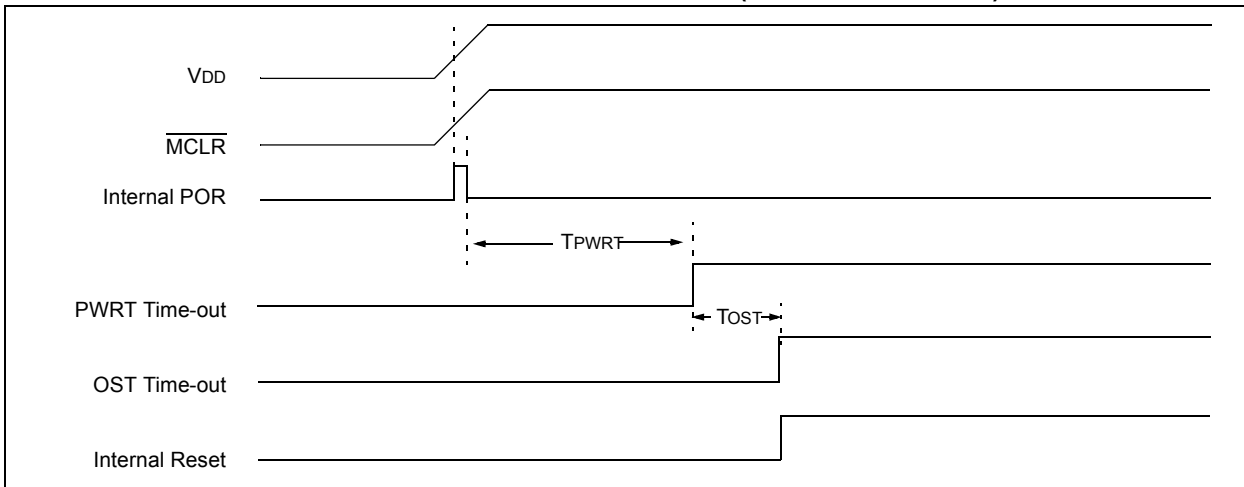 VDD
MCLR
Internal POR
TPWRT
PWRT Time-out
TOST
OST Time-out
Internal Reset